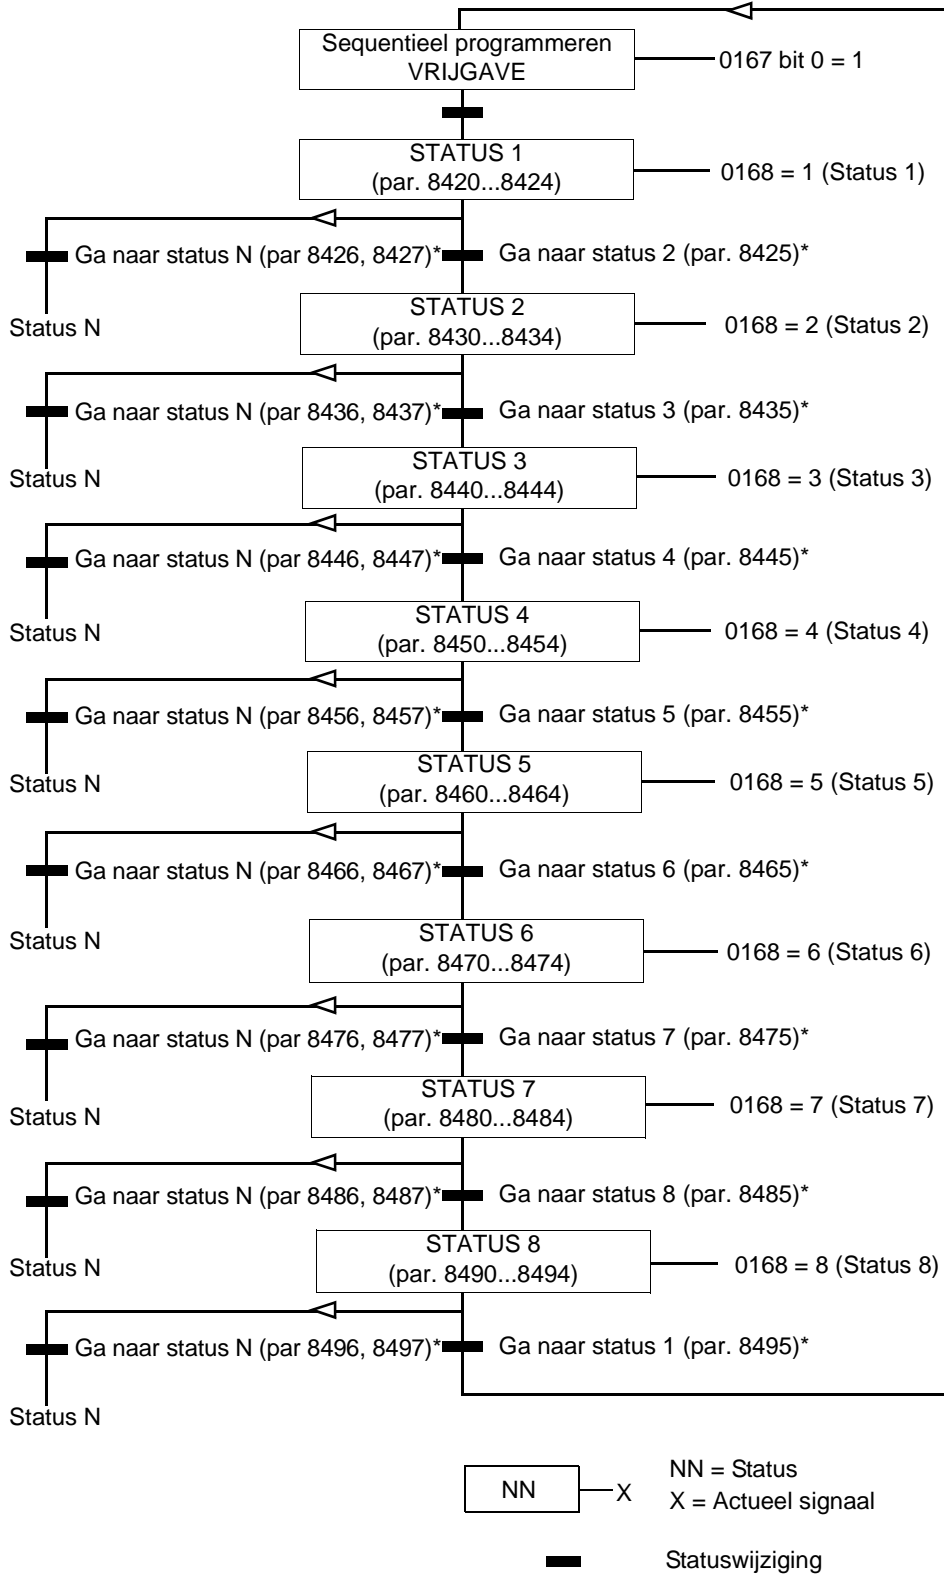 Sequentieel programmeren
VRIJGAVE
0167 bit 0 = 1
STATUS 1
(par. 8420...8424)
0168 = 1 (Status 1)
Ga naar status N (par 8426, 8427)*
Ga naar status 2 (par. 8425)*
Status N
STATUS 2
(par. 8430...8434)
0168 = 2 (Status 2)
Ga naar status N (par 8436, 8437)*
Ga naar status 3 (par. 8435)*
Status N
STATUS 3
(par. 8440...8444)
0168 = 3 (Status 3)
Ga naar status N (par 8446, 8447)*
Ga naar status 4 (par. 8445)*
Status N
STATUS 4
(par. 8450...8454)
0168 = 4 (Status 4)
Ga naar status N (par 8456, 8457)*
Ga naar status 5 (par. 8455)*
Status N
STATUS 5
(par. 8460...8464)
0168 = 5 (Status 5)
Ga naar status N (par 8466, 8467)*
Ga naar status 6 (par. 8465)*
Status N
STATUS 6
(par. 8470...8474)
0168 = 6 (Status 6)
Ga naar status N (par 8476, 8477)*
Ga naar status 7 (par. 8475)*
Status N
STATUS 7
(par. 8480...8484)
0168 = 7 (Status 7)
Ga naar status N (par 8486, 8487)*
Ga naar status 8 (par. 8485)*
Status N
STATUS 8
(par. 8490...8494)
0168 = 8 (Status 8)
Ga naar status N (par 8496, 8497)*
Ga naar status 1 (par. 8495)*
Status N
NN
X
NN = Status
X = Actueel signaal
Statuswijziging